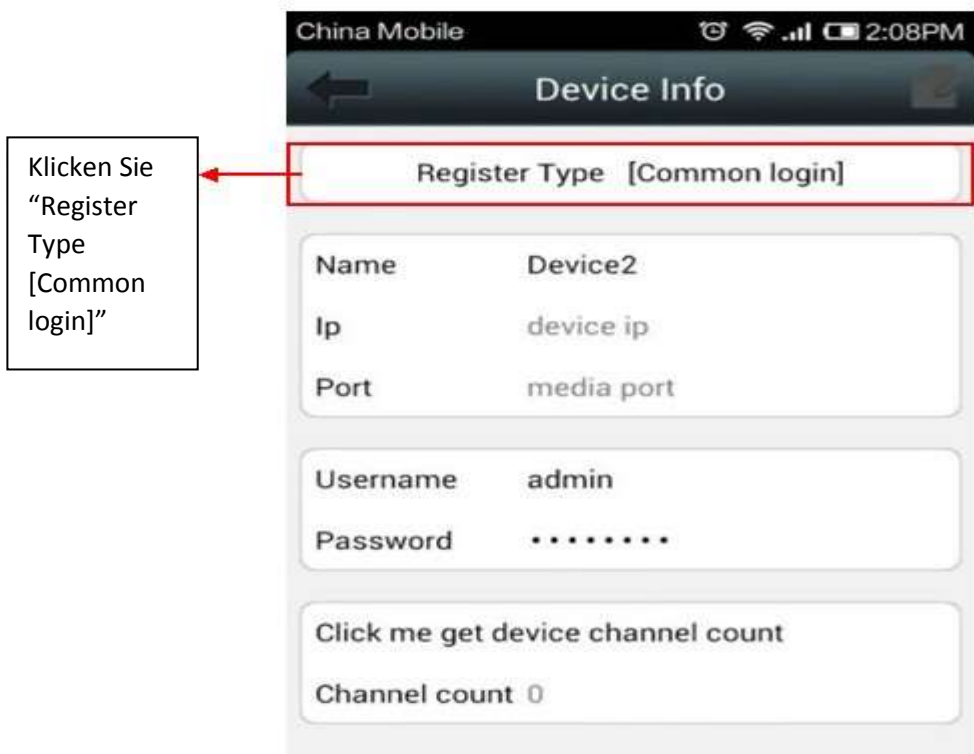 China Mobile 2:08PM
Device Info
Klicken Sie
“Register
Type
[Common
login]”
Register Type [Common login]
Name Device2
Ip device ip
Port media port
Username admin
Password ••••••••
Click me get device channel count
Channel count 0